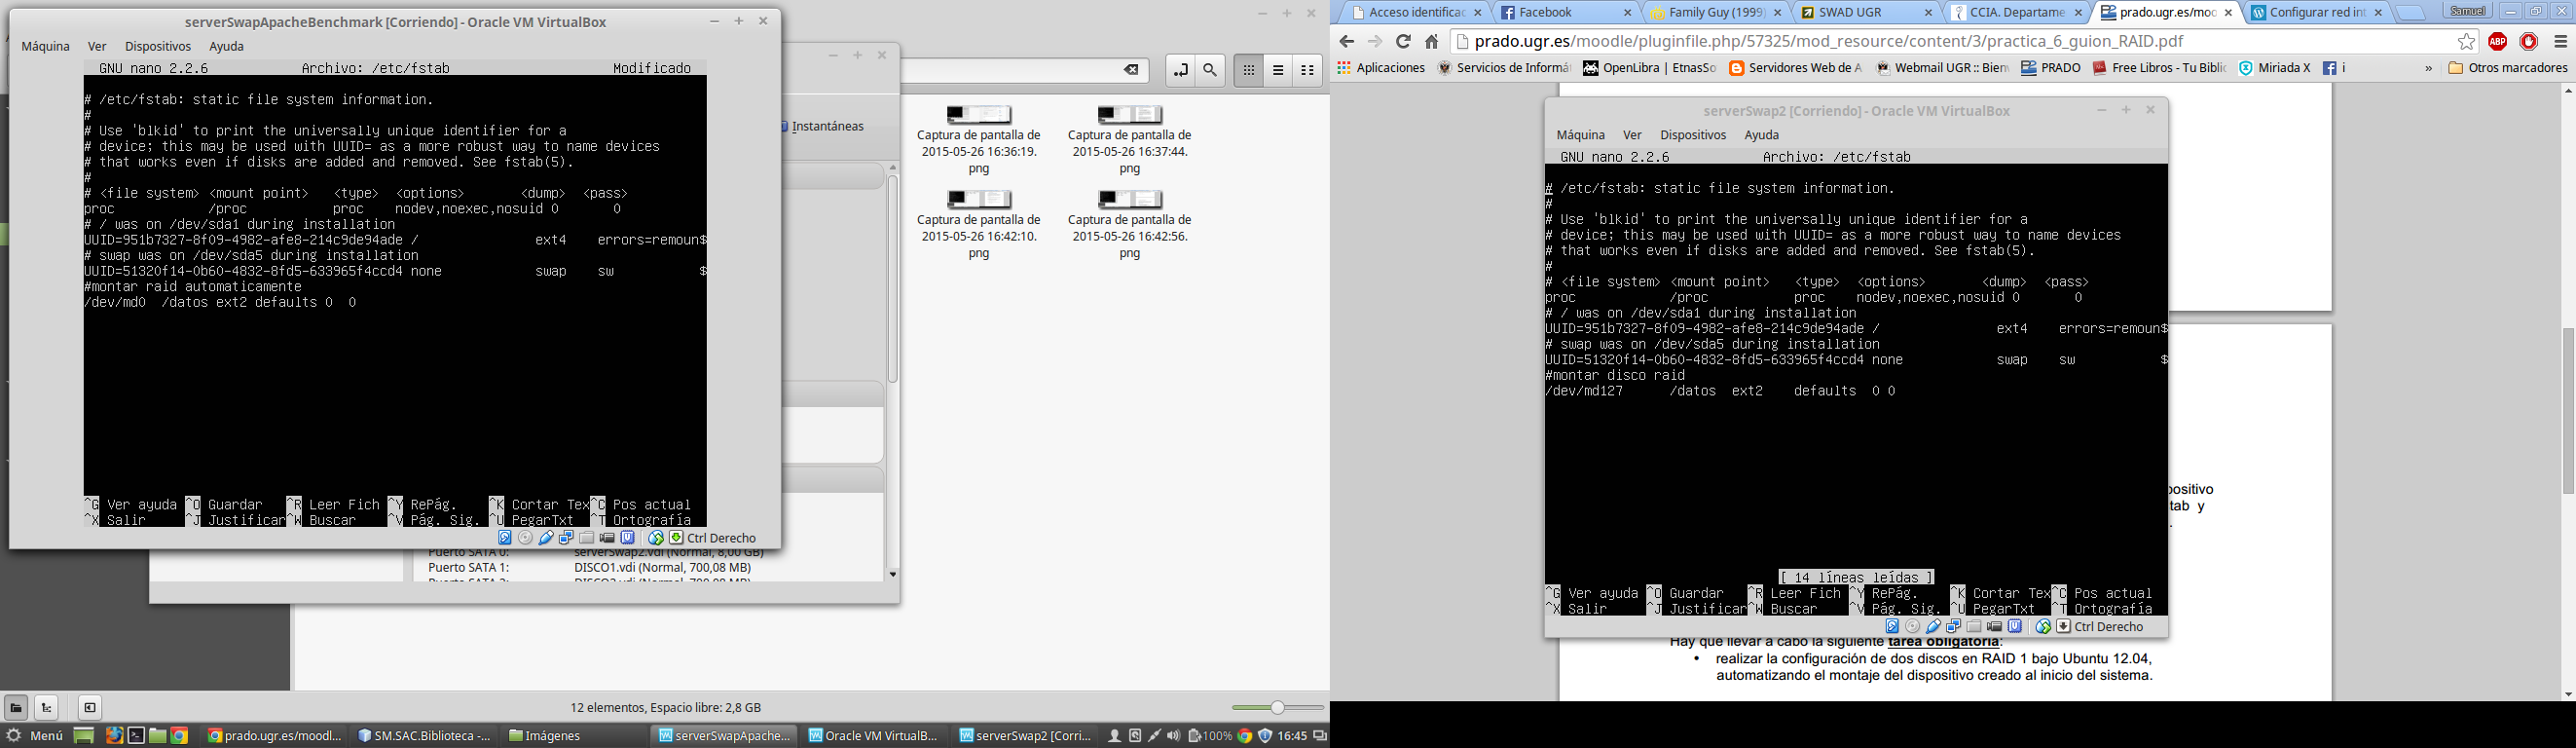 serverSwapApacheBenchmark [Corriendo] - Oracle VM VirtualBox
Máquina Ver Dispositivos Ayuda
GNU nano 2.2.6 Archivo: /etc/fstab Modificado
# /etc/fstab: static file system information.
#
# Use 'blkid' to print the universally unique identifier for a
# device; this may be used with UUID= as a more robust way to name devices
# that works even if disks are added and removed. See fstab(5).
#
# <file system> <mount point> <type> <options> <dump> <pass>
proc /proc proc nodev,noexec,nosuid 0 0
# / was on /dev/sda1 during installation
UUID=951b7327-8f09-4982-afe8-214c9de94ade / ext4 errors=remoun$
# swap was on /dev/sda5 during installation
UUID=51320f14-0b60-4832-8fd5-633965f4ccd4 none swap sw $
#montar raid automaticamente
/dev/md0 /datos ext2 defaults 0 0
^G Ver ayuda ^O Guardar ^R Leer Fich ^Y RePág. ^K Cortar Tex ^C Pos actual
^X Salir ^J Justificar ^W Buscar ^V Pág. Sig. ^U PegarTxt ^T Ortografía
Ctrl Derecho
Instantáneas
Puerto SATA 0: serverSwap2.vdi (Normal, 8,00 GB)
Puerto SATA 1: DISCO1.vdi (Normal, 700,08 MB)
Captura de pantalla de
2015-05-26 16:36:19.
png
Captura de pantalla de
2015-05-26 16:37:44.
png
Captura de pantalla de
2015-05-26 16:42:10.
png
Captura de pantalla de
2015-05-26 16:42:56.
png
12 elementos, Espacio libre: 2,8 GB
Menú prado.ugr.es/moodl... SM.SAC.Biblioteca -... Imágenes serverSwapApache... Oracle VM VirtualB... serverSwap2 [Corri... 100% 16:45
Acceso identificac Facebook Family Guy (1999) SWAD UGR CCIA. Departame prado.ugr.es/moo Configurar red int Samuel
prado.ugr.es/moodle/pluginfile.php/57325/mod_resource/content/3/practica_6_guion_RAID.pdf ABP
Aplicaciones Servicios de Informá OpenLibra | EtnasSo Servidores Web de A Webmail UGR :: Bien PRADO Free Libros - Tu Biblio Miriada X i » Otros marcadores
serverSwap2 [Corriendo] - Oracle VM VirtualBox
Máquina Ver Dispositivos Ayuda
GNU nano 2.2.6 Archivo: /etc/fstab
# /etc/fstab: static file system information.
#
# Use 'blkid' to print the universally unique identifier for a
# device; this may be used with UUID= as a more robust way to name devices
# that works even if disks are added and removed. See fstab(5).
#
# <file system> <mount point> <type> <options> <dump> <pass>
proc /proc proc nodev,noexec,nosuid 0 0
# / was on /dev/sda1 during installation
UUID=951b7327-8f09-4982-afe8-214c9de94ade / ext4 errors=remoun$
# swap was on /dev/sda5 during installation
UUID=51320f14-0b60-4832-8fd5-633965f4ccd4 none swap sw $
#montar disco raid
/dev/md127 /datos ext2 defaults 0 0
[ 14 líneas leídas ]
^G Ver ayuda ^O Guardar ^R Leer Fich ^Y RePág. ^K Cortar Tex ^C Pos actual
^X Salir ^J Justificar ^W Buscar ^V Pág. Sig. ^U PegarTxt ^T Ortografía
Ctrl Derecho
positivo
tab y
Hay que llevar a cabo la siguiente tarea obligatoria:
• realizar la configuración de dos discos en RAID 1 bajo Ubuntu 12.04,
automatizando el montaje del dispositivo creado al inicio del sistema.